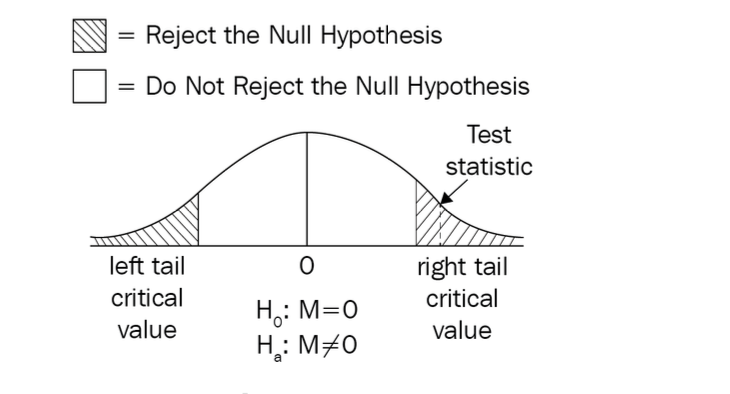 = Reject the Null Hypothesis
= Do Not Reject the Null Hypothesis
Test
statistic
left tail
critical
value
0
H₀: M=0
Hₐ: M≠0
right tail
critical
value